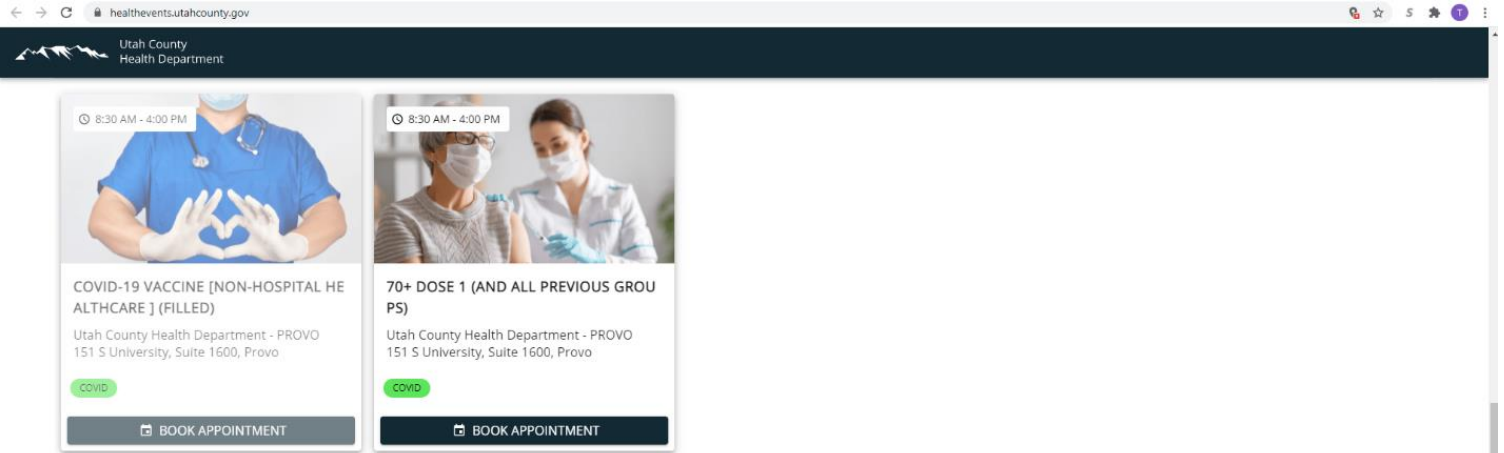 healthevents.utahcounty.gov
S
T
Utah County
Health Department
8:30 AM - 4:00 PM
COVID-19 VACCINE [NON-HOSPITAL HE
ALTHCARE ] (FILLED)
Utah County Health Department - PROVO
151 S University, Suite 1600, Provo
COVID
BOOK APPOINTMENT
8:30 AM - 4:00 PM
70+ DOSE 1 (AND ALL PREVIOUS GROU
PS)
Utah County Health Department - PROVO
151 S University, Suite 1600, Provo
COVID
BOOK APPOINTMENT